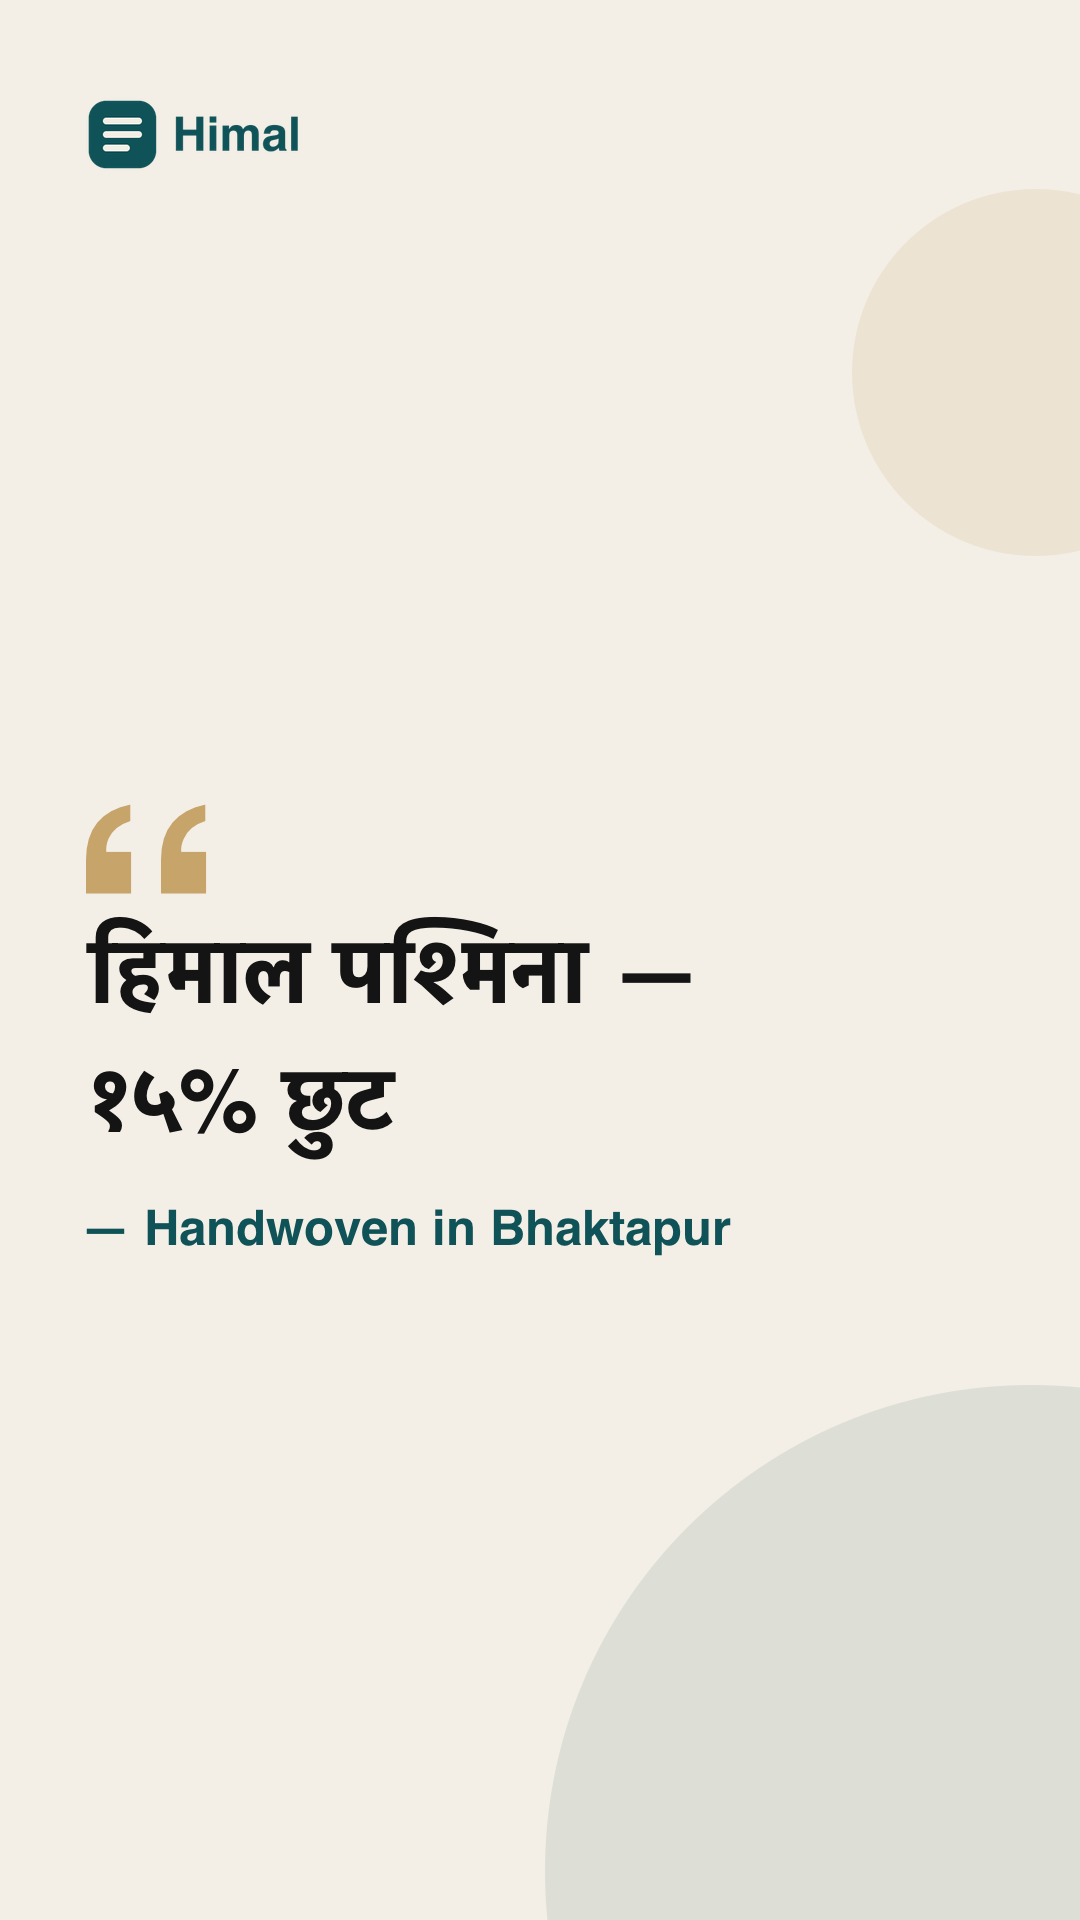 Himal
“
हिमाल पश्मिना —
१५% छुट
— Handwoven in Bhaktapur